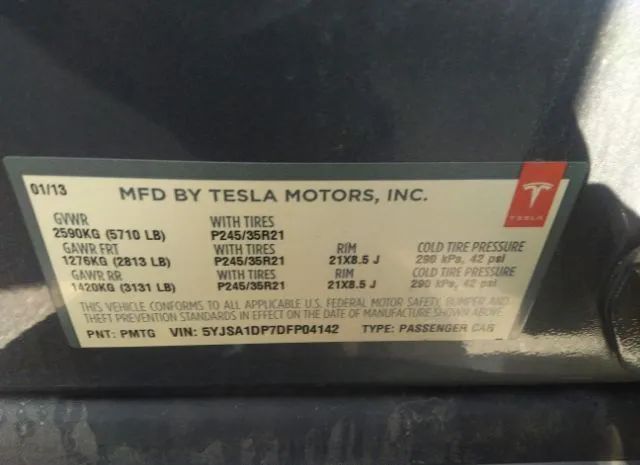 01/13 MFD BY TESLA MOTORS, INC.
GVWR WITH TIRES
2590KG (5710 LB) P245/35R21
GAWR FRT WITH TIRES RIM COLD TIRE PRESSURE
1276KG (2813 LB) P245/35R21 21X8.5 J 290 kPa, 42 psi
GAWR RR WITH TIRES RIM COLD TIRE PRESSURE
1420KG (3131 LB) P245/35R21 21X8.5 J 290 kPa, 42 psi
THIS VEHICLE CONFORMS TO ALL APPLICABLE U.S. FEDERAL MOTOR SAFETY, BUMPER AND
THEFT PREVENTION STANDARDS IN EFFECT ON THE DATE OF MANUFACTURE SHOWN ABOVE.
PNT: PMTG VIN: 5YJSA1DP7DFP04142 TYPE: PASSENGER CAR
TESLA